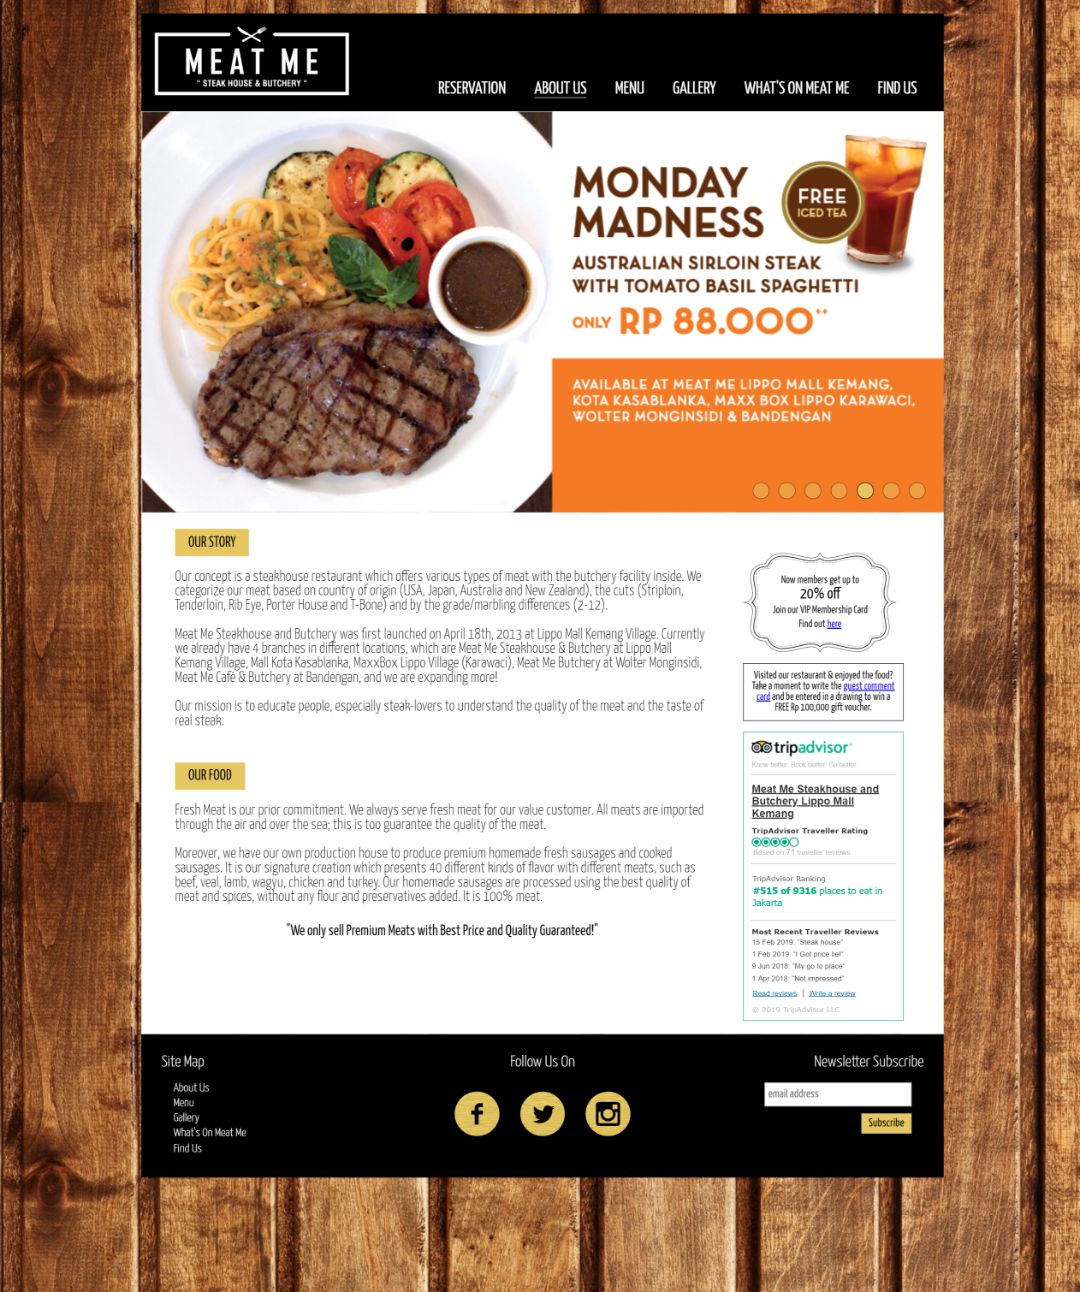 MEAT ME
" STEAK HOUSE & BUTCHERY "
RESERVATION ABOUT US MENU GALLERY WHAT'S ON MEAT ME FIND US
MONDAY
MADNESS
FREE
ICED TEA
AUSTRALIAN SIRLOIN STEAK
WITH TOMATO BASIL SPAGHETTI
ONLY RP 88.000++
AVAILABLE AT MEAT ME LIPPO MALL KEMANG,
KOTA KASABLANKA, MAXX BOX LIPPO KARAWACI,
WOLTER MONGINSIDI & BANDENGAN
OUR STORY
Our concept is a steakhouse restaurant which offers various types of meat with the butchery facility inside. We
categorize our meat based on country of origin (USA, Japan, Australia and New Zealand), the cuts (Striploin,
Tenderloin, Rib Eye, Porter House and T-Bone) and by the grade/marbling differences (2-12).
Meat Me Steakhouse and Butchery was first launched on April 18th, 2013 at Lippo Mall Kemang Village. Currently
we already have 4 branches in different locations, which are Meat Me Steakhouse & Butchery at Lippo Mall
Kemang Village, Mall Kota Kasablanka, MaxxBox Lippo Village (Karawaci), Meat Me Butchery at Wolter Monginsidi,
Meat Me Café & Butchery at Bandengan, and we are expanding more!
Our mission is to educate people, especially steak-lovers to understand the quality of the meat and the taste of
real steak.
OUR FOOD
Fresh Meat is our prior commitment. We always serve fresh meat for our value customer. All meats are imported
through the air and over the sea; this is too guarantee the quality of the meat.
Moreover, we have our own production house to produce premium homemade fresh sausages and cooked
sausages. It is our signature creation which presents 40 different kinds of flavor with different meats, such as
beef, veal, lamb, wagyu, chicken and turkey. Our homemade sausages are processed using the best quality of
meat and spices, without any flour and preservatives added. It is 100% meat.
"We only sell Premium Meats with Best Price and Quality Guaranteed!"
Now members get up to
20% off
Join our VIP Membership Card
Find out here
Visited our restaurant & enjoyed the food?
Take a moment to write the guest comment
card and be entered in a drawing to win a
FREE Rp 100,000 gift voucher.
tripadvisor
Know better. Book better. Go better.
Meat Me Steakhouse and
Butchery Lippo Mall
Kemang
TripAdvisor Traveller Rating
Based on 71 traveller reviews
TripAdvisor Ranking
#515 of 9316 places to eat in
Jakarta
Most Recent Traveller Reviews
15 Feb 2019: "Steak house"
1 Feb 2019: "I Got price lie!"
9 Jun 2018: "My go to place"
1 Apr 2018: "Not impressed"
Read reviews | Write a review
© 2019 TripAdvisor LLC
Site Map
About Us
Menu
Gallery
What's On Meat Me
Find Us
Follow Us On
Newsletter Subscribe
email address
Subscribe